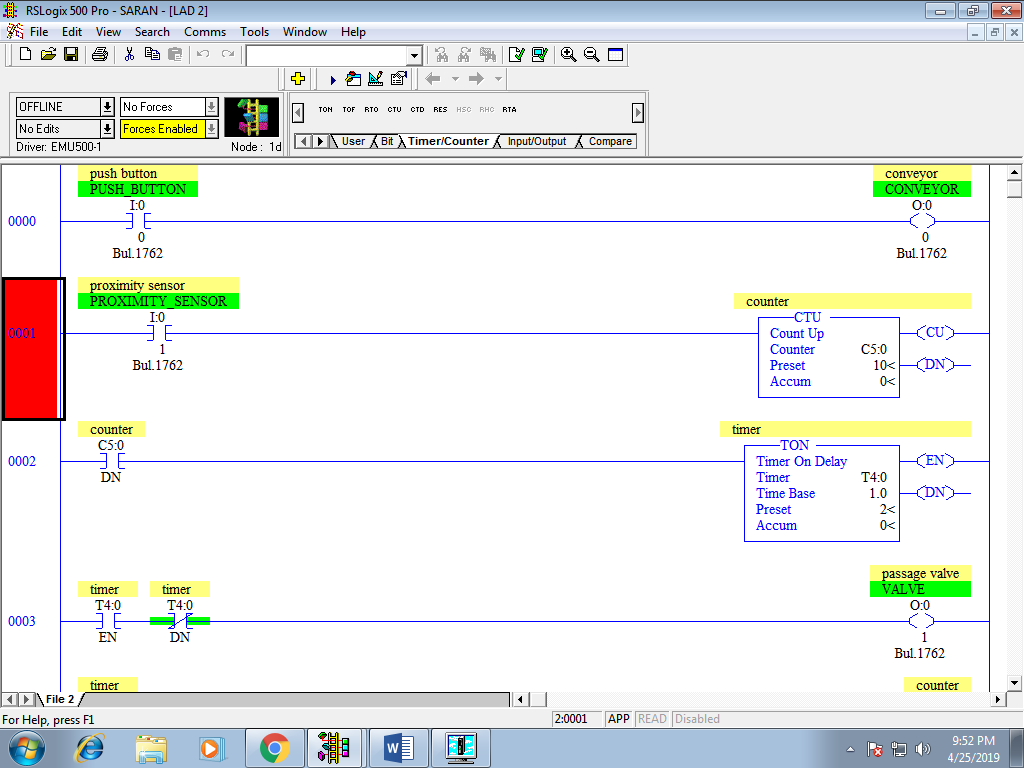 RSLogix 500 Pro - SARAN - [LAD 2]
File Edit View Search Comms Tools Window Help
OFFLINE No Forces
No Edits Forces Enabled
Driver: EMU500-1 Node : 1d
TON TOF RTO CTU CTD RES HSC RHC RTA
User Bit Timer/Counter Input/Output Compare
push button conveyor
PUSH_BUTTON CONVEYOR
I:0 O:0
0000
0 0
Bul.1762 Bul.1762
proximity sensor
PROXIMITY_SENSOR counter
I:0 CTU
0001 Count Up CU
1 Counter C5:0
Bul.1762 Preset 10< DN
Accum 0<
counter timer
C5:0 TON
0002 Timer On Delay EN
DN Timer T4:0
Time Base 1.0 DN
Preset 2<
Accum 0<
passage valve
timer timer VALVE
T4:0 T4:0 O:0
0003
EN DN 1
Bul.1762
timer counter
File 2
For Help, press F1 2:0001 APP READ Disabled
9:52 PM
4/25/2019